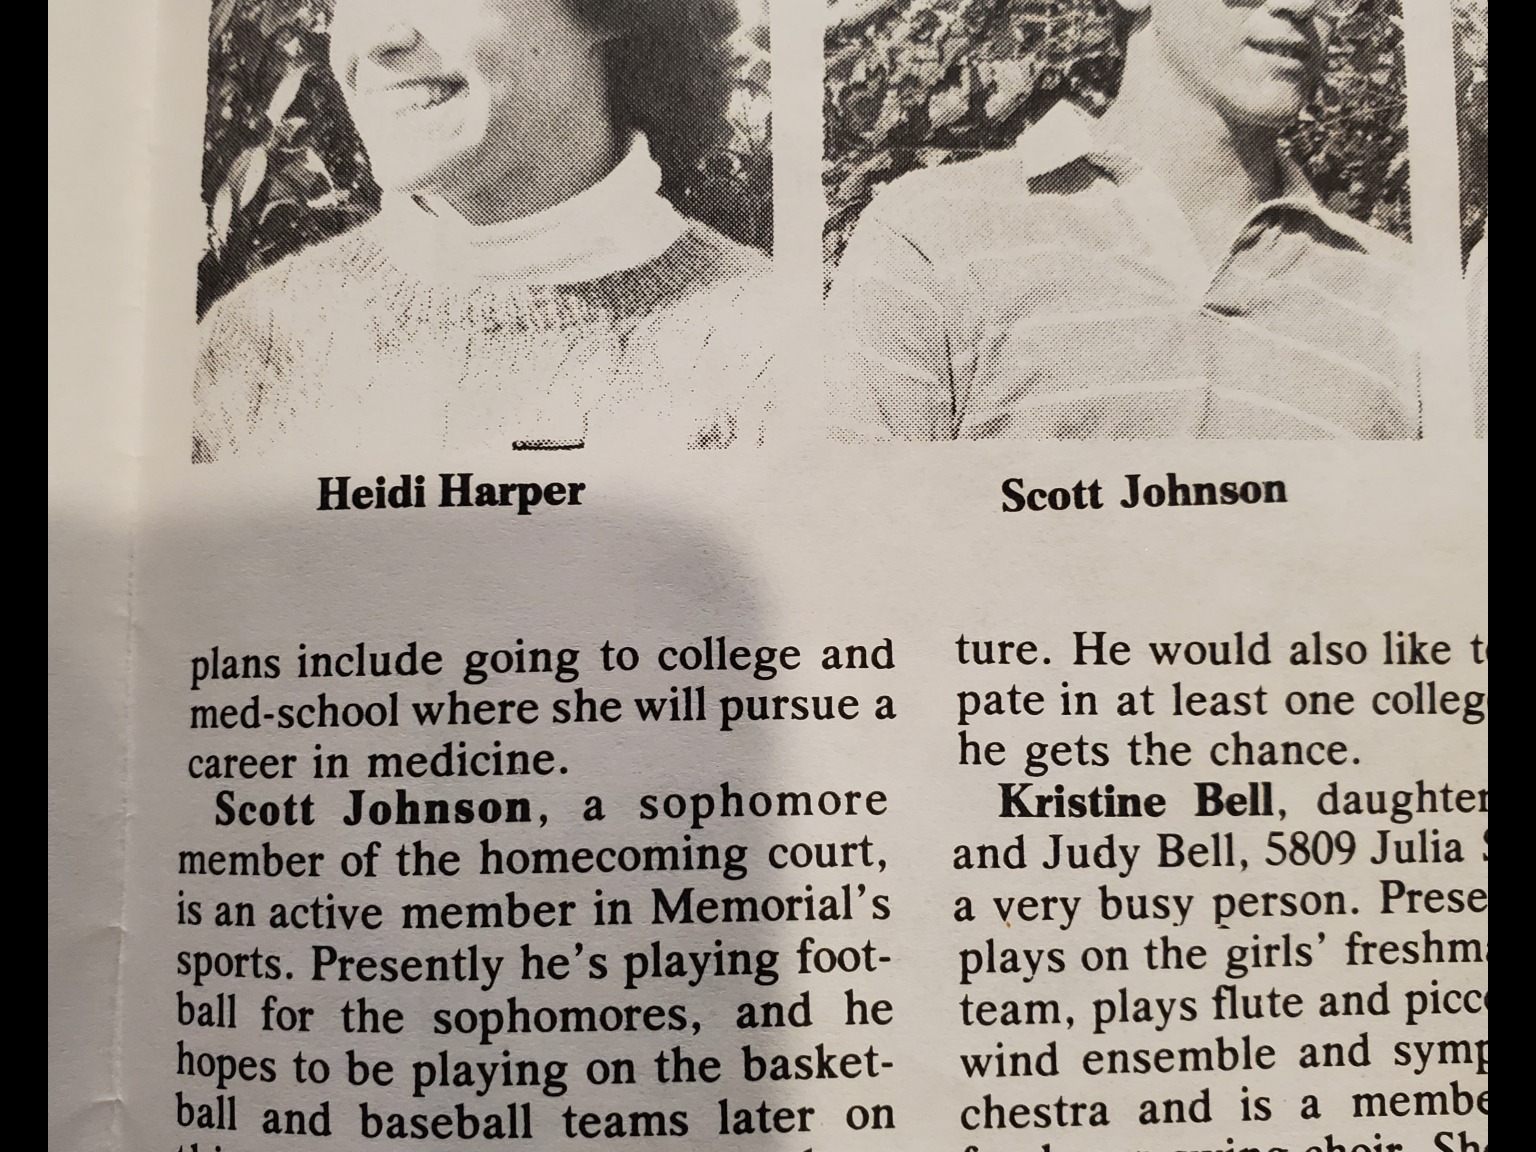 Heidi Harper
Scott Johnson
plans include going to college and
med-school where she will pursue a
career in medicine.
Scott Johnson, a sophomore
member of the homecoming court,
is an active member in Memorial's
sports. Presently he's playing foot-
ball for the sophomores, and he
hopes to be playing on the basket-
ball and baseball teams later on
ture. He would also like
pate in at least one
he gets the chance.
Kristine Bell, daughter
and Judy Bell, 5809 Julia
a very busy person.
plays on the girls'
team, plays flute and
wind ensemble and
chestra and is a
choir.